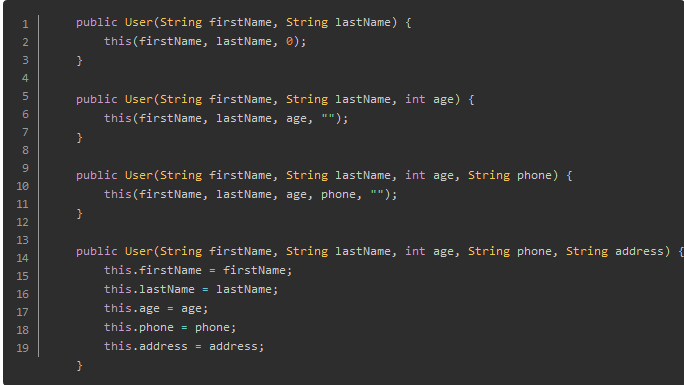 1 public User(String firstName, String lastName) {
2 this(firstName, lastName, 0);
3 }
4
5 public User(String firstName, String lastName, int age) {
6 this(firstName, lastName, age, "");
7 }
8
9 public User(String firstName, String lastName, int age, String phone) {
10 this(firstName, lastName, age, phone, "");
11 }
12
13 public User(String firstName, String lastName, int age, String phone, String address) {
14 this.firstName = firstName;
15 this.lastName = lastName;
16 this.age = age;
17 this.phone = phone;
18 this.address = address;
19 }